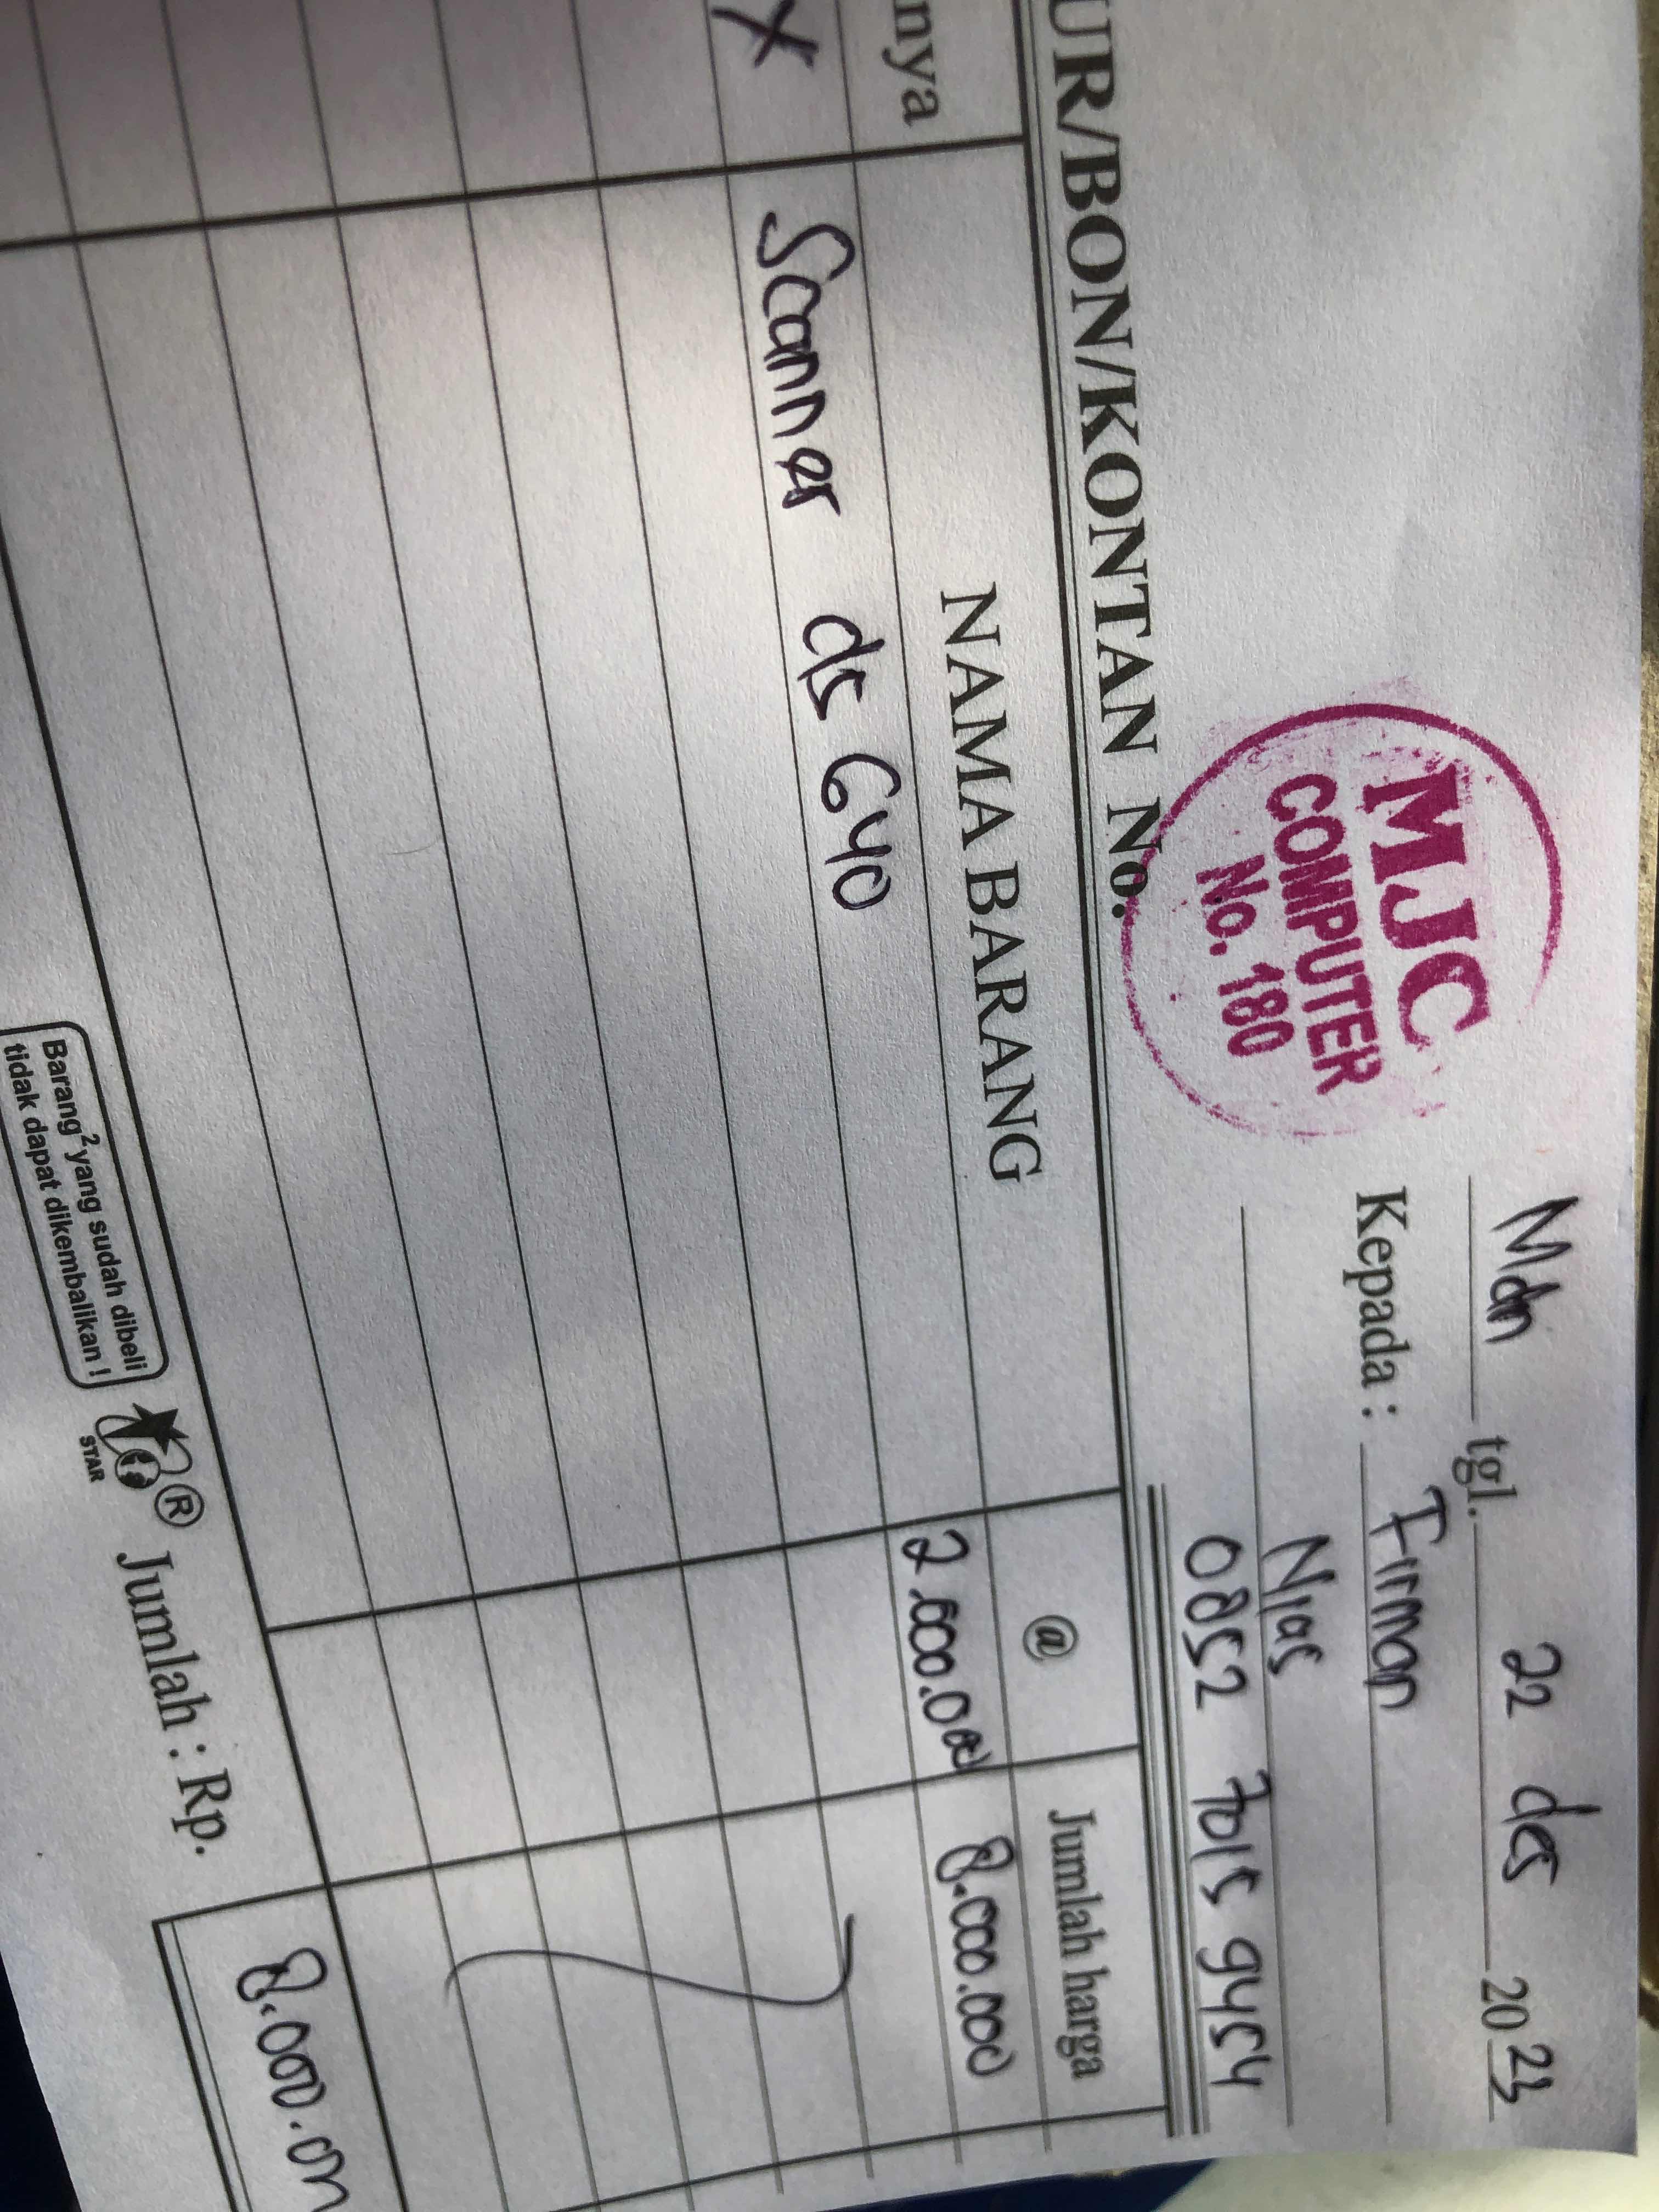 Mdn tgl. 22 des 2023
MJC
COMPUTER
No. 180
Kepada : Firman
Nias
0852 7015 9454
UR/BON/KONTAN No.
nya NAMA BARANG @ Jumlah harga
X Scanner ds 640 2.000.000 8.000.000
Barang² yang sudah dibeli
tidak dapat dikembalikan !
STAR
® Jumlah : Rp. 8.000.00